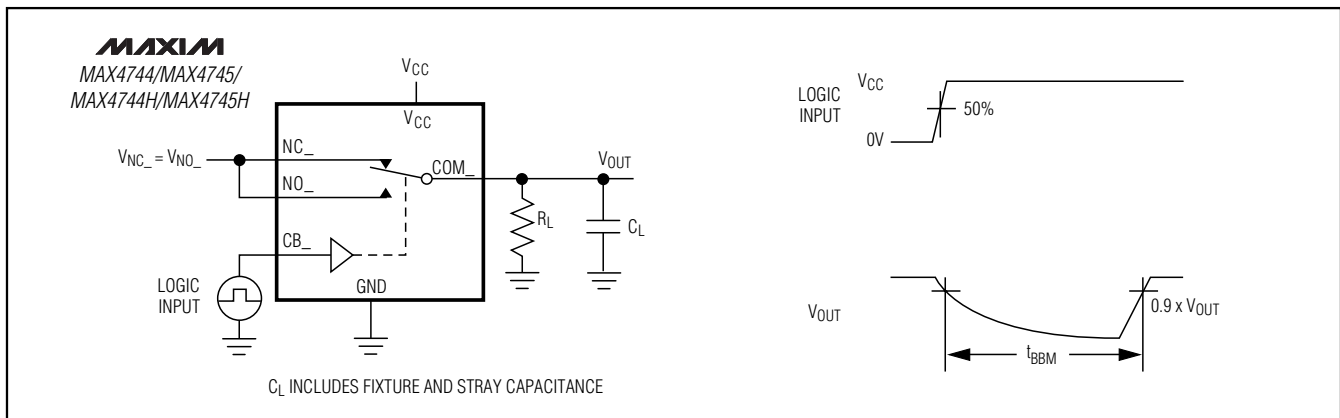 MAXIM
MAX4744/MAX4745/
MAX4744H/MAX4745H
VCC
VCC
VNC_ = VNO_
NC_
NO_
COM_
VOUT
RL
CL
CB_
LOGIC
INPUT
GND
CL INCLUDES FIXTURE AND STRAY CAPACITANCE
LOGIC
INPUT
VCC
50%
0V
VOUT
0.9 x VOUT
tBBM